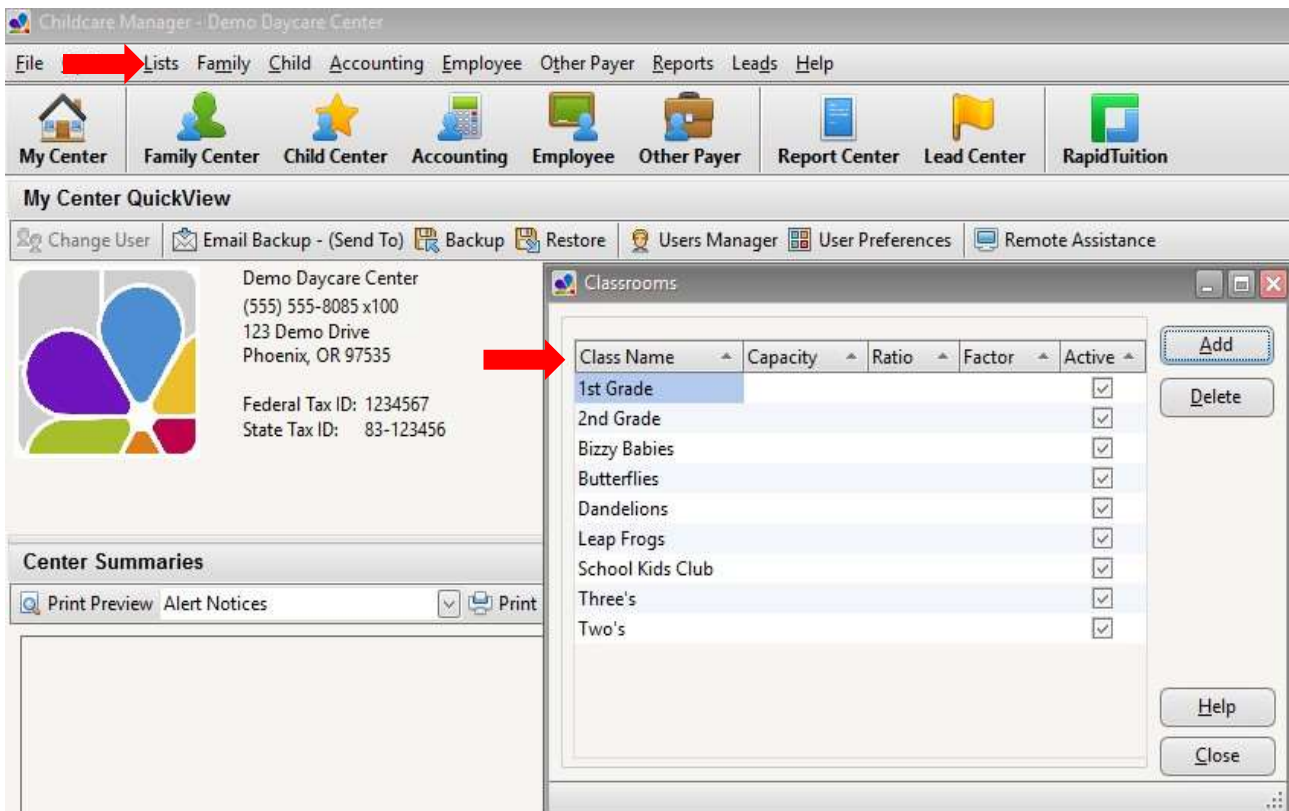 Childcare Manager - Demo Daycare Center
File Lists Family Child Accounting Employee Other Payer Reports Leads Help
My Center Family Center Child Center Accounting Employee Other Payer Report Center Lead Center RapidTuition
My Center QuickView
Change User Email Backup - (Send To) Backup Restore Users Manager User Preferences Remote Assistance
Demo Daycare Center
(555) 555-8085 x100
123 Demo Drive
Phoenix, OR 97535
Federal Tax ID: 1234567
State Tax ID: 83-123456
Center Summaries
Print Preview Alert Notices Print
Classrooms
Class Name Capacity Ratio Factor Active
1st Grade
2nd Grade
Bizzy Babies
Butterflies
Dandelions
Leap Frogs
School Kids Club
Three's
Two's
Add
Delete
Help
Close